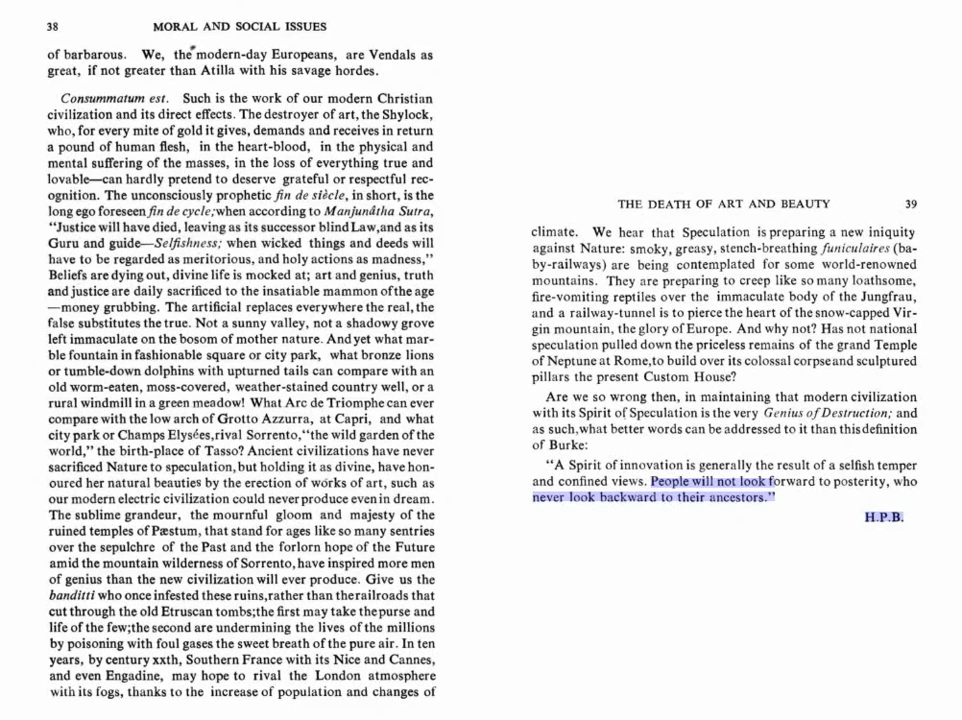 38 MORAL AND SOCIAL ISSUES
of barbarous. We, the modern-day Europeans, are Vendals as
great, if not greater than Atilla with his savage hordes.
Consummatum est. Such is the work of our modern Christian
civilization and its direct effects. The destroyer of art, the Shylock,
who, for every mite of gold it gives, demands and receives in return
a pound of human flesh, in the heart-blood, in the physical and
mental suffering of the masses, in the loss of everything true and
lovable—can hardly pretend to deserve grateful or respectful rec-
ognition. The unconsciously prophetic fin de siècle, in short, is the
long ego foreseen fin de cycle;when according to Manjunâtha Sutra,
“Justice will have died, leaving as its successor blind Law,and as its
Guru and guide—Selfishness; when wicked things and deeds will
have to be regarded as meritorious, and holy actions as madness,”
Beliefs are dying out, divine life is mocked at; art and genius, truth
and justice are daily sacrificed to the insatiable mammon of the age
—money grubbing. The artificial replaces everywhere the real, the
false substitutes the true. Not a sunny valley, not a shadowy grove
left immaculate on the bosom of mother nature. And yet what mar-
ble fountain in fashionable square or city park, what bronze lions
or tumble-down dolphins with upturned tails can compare with an
old worm-eaten, moss-covered, weather-stained country well, or a
rural windmill in a green meadow! What Arc de Triomphe can ever
compare with the low arch of Grotto Azzurra, at Capri, and what
city park or Champs Elysées,rival Sorrento,“the wild garden of the
world,” the birth-place of Tasso? Ancient civilizations have never
sacrificed Nature to speculation,but holding it as divine, have hon-
oured her natural beauties by the erection of works of art, such as
our modern electric civilization could never produce even in dream.
The sublime grandeur, the mournful gloom and majesty of the
ruined temples of Pæstum, that stand for ages like so many sentries
over the sepulchre of the Past and the forlorn hope of the Future
amid the mountain wilderness of Sorrento,have inspired more men
of genius than the new civilization will ever produce. Give us the
banditti who once infested these ruins,rather than the railroads that
cut through the old Etruscan tombs;the first may take the purse and
life of the few;the second are undermining the lives of the millions
by poisoning with foul gases the sweet breath of the pure air. In ten
years, by century xxth, Southern France with its Nice and Cannes,
and even Engadine, may hope to rival the London atmosphere
with its fogs, thanks to the increase of population and changes of
THE DEATH OF ART AND BEAUTY 39
climate. We hear that Speculation is preparing a new iniquity
against Nature: smoky, greasy, stench-breathing funiculaires (ba-
by-railways) are being contemplated for some world-renowned
mountains. They are preparing to creep like so many loathsome,
fire-vomiting reptiles over the immaculate body of the Jungfrau,
and a railway-tunnel is to pierce the heart of the snow-capped Vir-
gin mountain, the glory of Europe. And why not? Has not national
speculation pulled down the priceless remains of the grand Temple
of Neptune at Rome,to build over its colossal corpse and sculptured
pillars the present Custom House?
Are we so wrong then, in maintaining that modern civilization
with its Spirit of Speculation is the very Genius of Destruction; and
as such,what better words can be addressed to it than this definition
of Burke:
“A Spirit of innovation is generally the result of a selfish temper
and confined views. People will not look forward to posterity, who
never look backward to their ancestors.”
H.P.B.